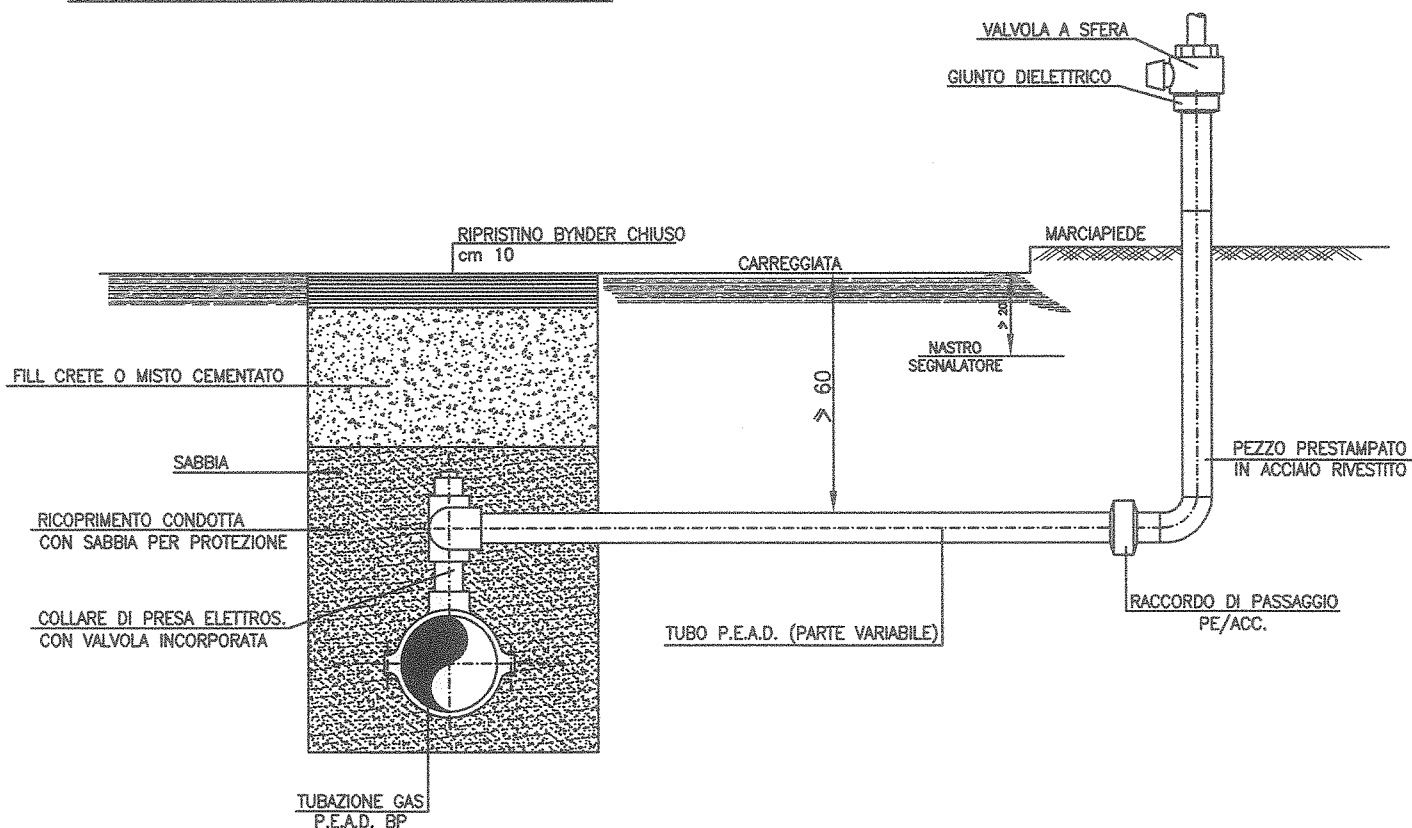 VALVOLA A SFERA
GIUNTO DIELETTRICO
RIPRISTINO BYNDER CHIUSO
cm 10
MARCIAPIEDE
CARREGGIATA
> 20
NASTRO
SEGNALATORE
FILL CRETE O MISTO CEMENTATO
⩾ 60
SABBIA
PEZZO PRESTAMPATO
IN ACCIAIO RIVESTITO
RICOPRIMENTO CONDOTTA
CON SABBIA PER PROTEZIONE
COLLARE DI PRESA ELETTROS.
CON VALVOLA INCORPORATA
RACCORDO DI PASSAGGIO
PE/ACC.
TUBO P.E.A.D. (PARTE VARIABILE)
TUBAZIONE GAS
P.E.A.D. BP